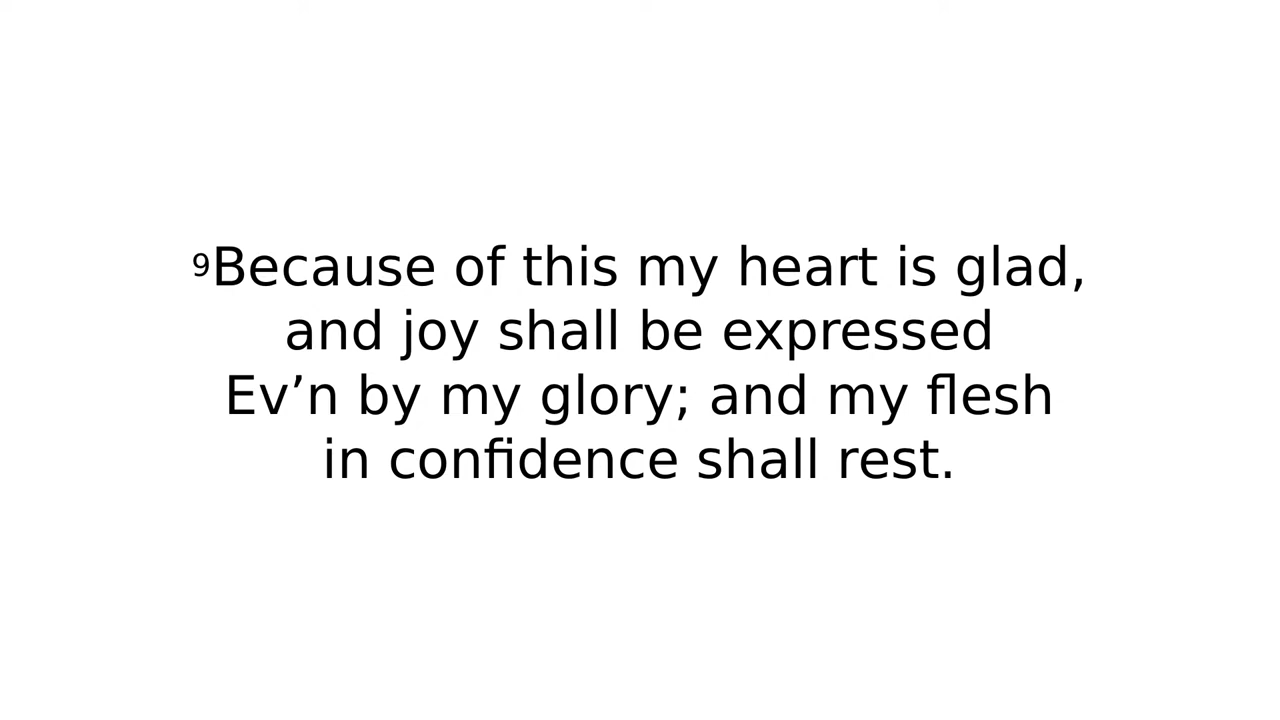 9Because of this my heart is glad,
and joy shall be expressed
Ev’n by my glory; and my flesh
in confidence shall rest.